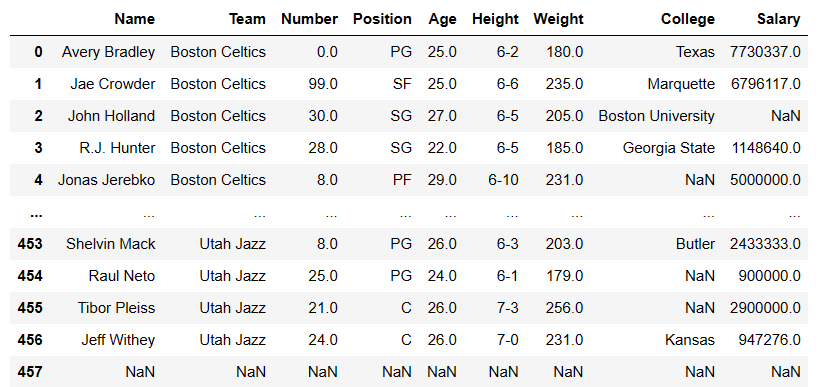 Name Team Number Position Age Height Weight College Salary
0 Avery Bradley Boston Celtics 0.0 PG 25.0 6-2 180.0 Texas 7730337.0
1 Jae Crowder Boston Celtics 99.0 SF 25.0 6-6 235.0 Marquette 6796117.0
2 John Holland Boston Celtics 30.0 SG 27.0 6-5 205.0 Boston University NaN
3 R.J. Hunter Boston Celtics 28.0 SG 22.0 6-5 185.0 Georgia State 1148640.0
4 Jonas Jerebko Boston Celtics 8.0 PF 29.0 6-10 231.0 NaN 5000000.0
... ... ... ... ... ... ... ... ... ...
453 Shelvin Mack Utah Jazz 8.0 PG 26.0 6-3 203.0 Butler 2433333.0
454 Raul Neto Utah Jazz 25.0 PG 24.0 6-1 179.0 NaN 900000.0
455 Tibor Pleiss Utah Jazz 21.0 C 26.0 7-3 256.0 NaN 2900000.0
456 Jeff Withey Utah Jazz 24.0 C 26.0 7-0 231.0 Kansas 947276.0
457 NaN NaN NaN NaN NaN NaN NaN NaN NaN